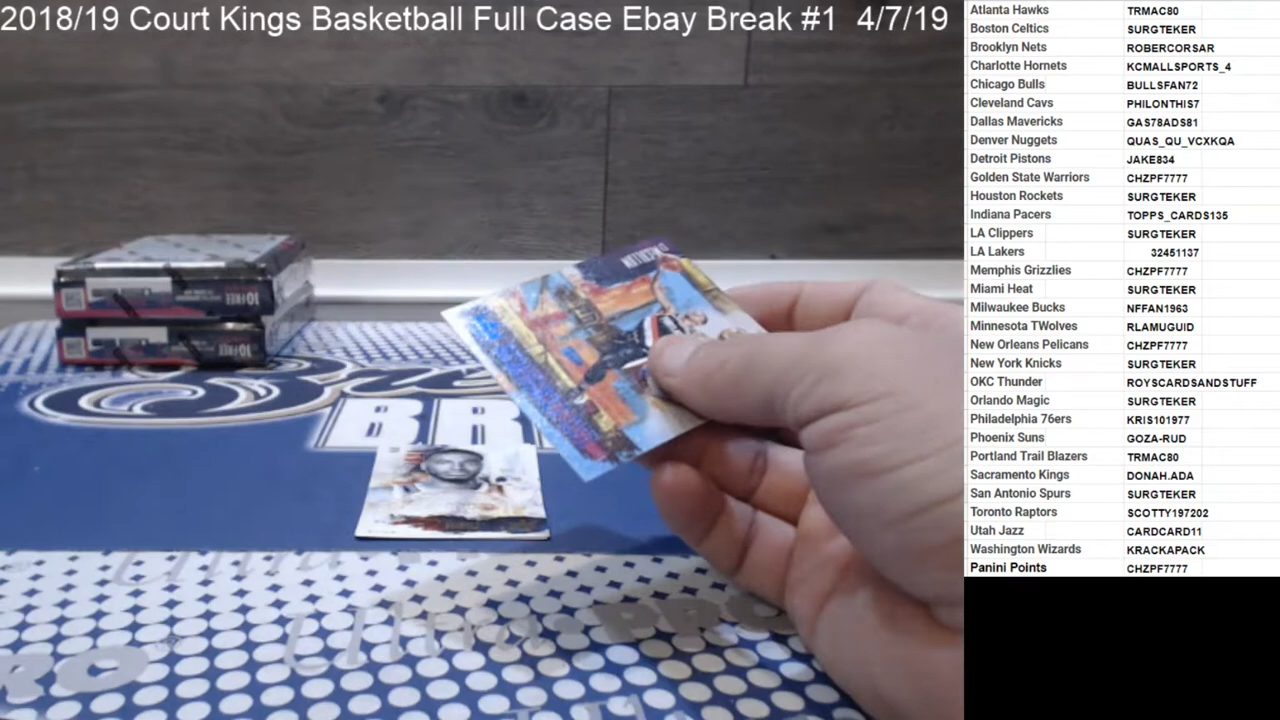 2018/19 Court Kings Basketball Full Case Ebay Break #1 4/7/19
Atlanta Hawks TRMAC80
Boston Celtics SURGTEKER
Brooklyn Nets ROBERCORSAR
Charlotte Hornets KCMALLSPORTS_4
Chicago Bulls BULLSFAN72
Cleveland Cavs PHILONTHIS7
Dallas Mavericks GAS78ADS81
Denver Nuggets QUAS_QU_VCXKQA
Detroit Pistons JAKE834
Golden State Warriors CHZPF7777
Houston Rockets SURGTEKER
Indiana Pacers TOPPS_CARDS135
LA Clippers SURGTEKER
LA Lakers 32451137
Memphis Grizzlies CHZPF7777
Miami Heat SURGTEKER
Milwaukee Bucks NFFAN1963
Minnesota TWolves RLAMUGUID
New Orleans Pelicans CHZPF7777
New York Knicks SURGTEKER
OKC Thunder ROYSCARDSANDSTUFF
Orlando Magic SURGTEKER
Philadelphia 76ers KRIS101977
Phoenix Suns GOZA-RUD
Portland Trail Blazers TRMAC80
Sacramento Kings DONAH.ADA
San Antonio Spurs SURGTEKER
Toronto Raptors SCOTTY197202
Utah Jazz CARDCARD11
Washington Wizards KRACKAPACK
Panini Points CHZPF7777
Ultra PRO